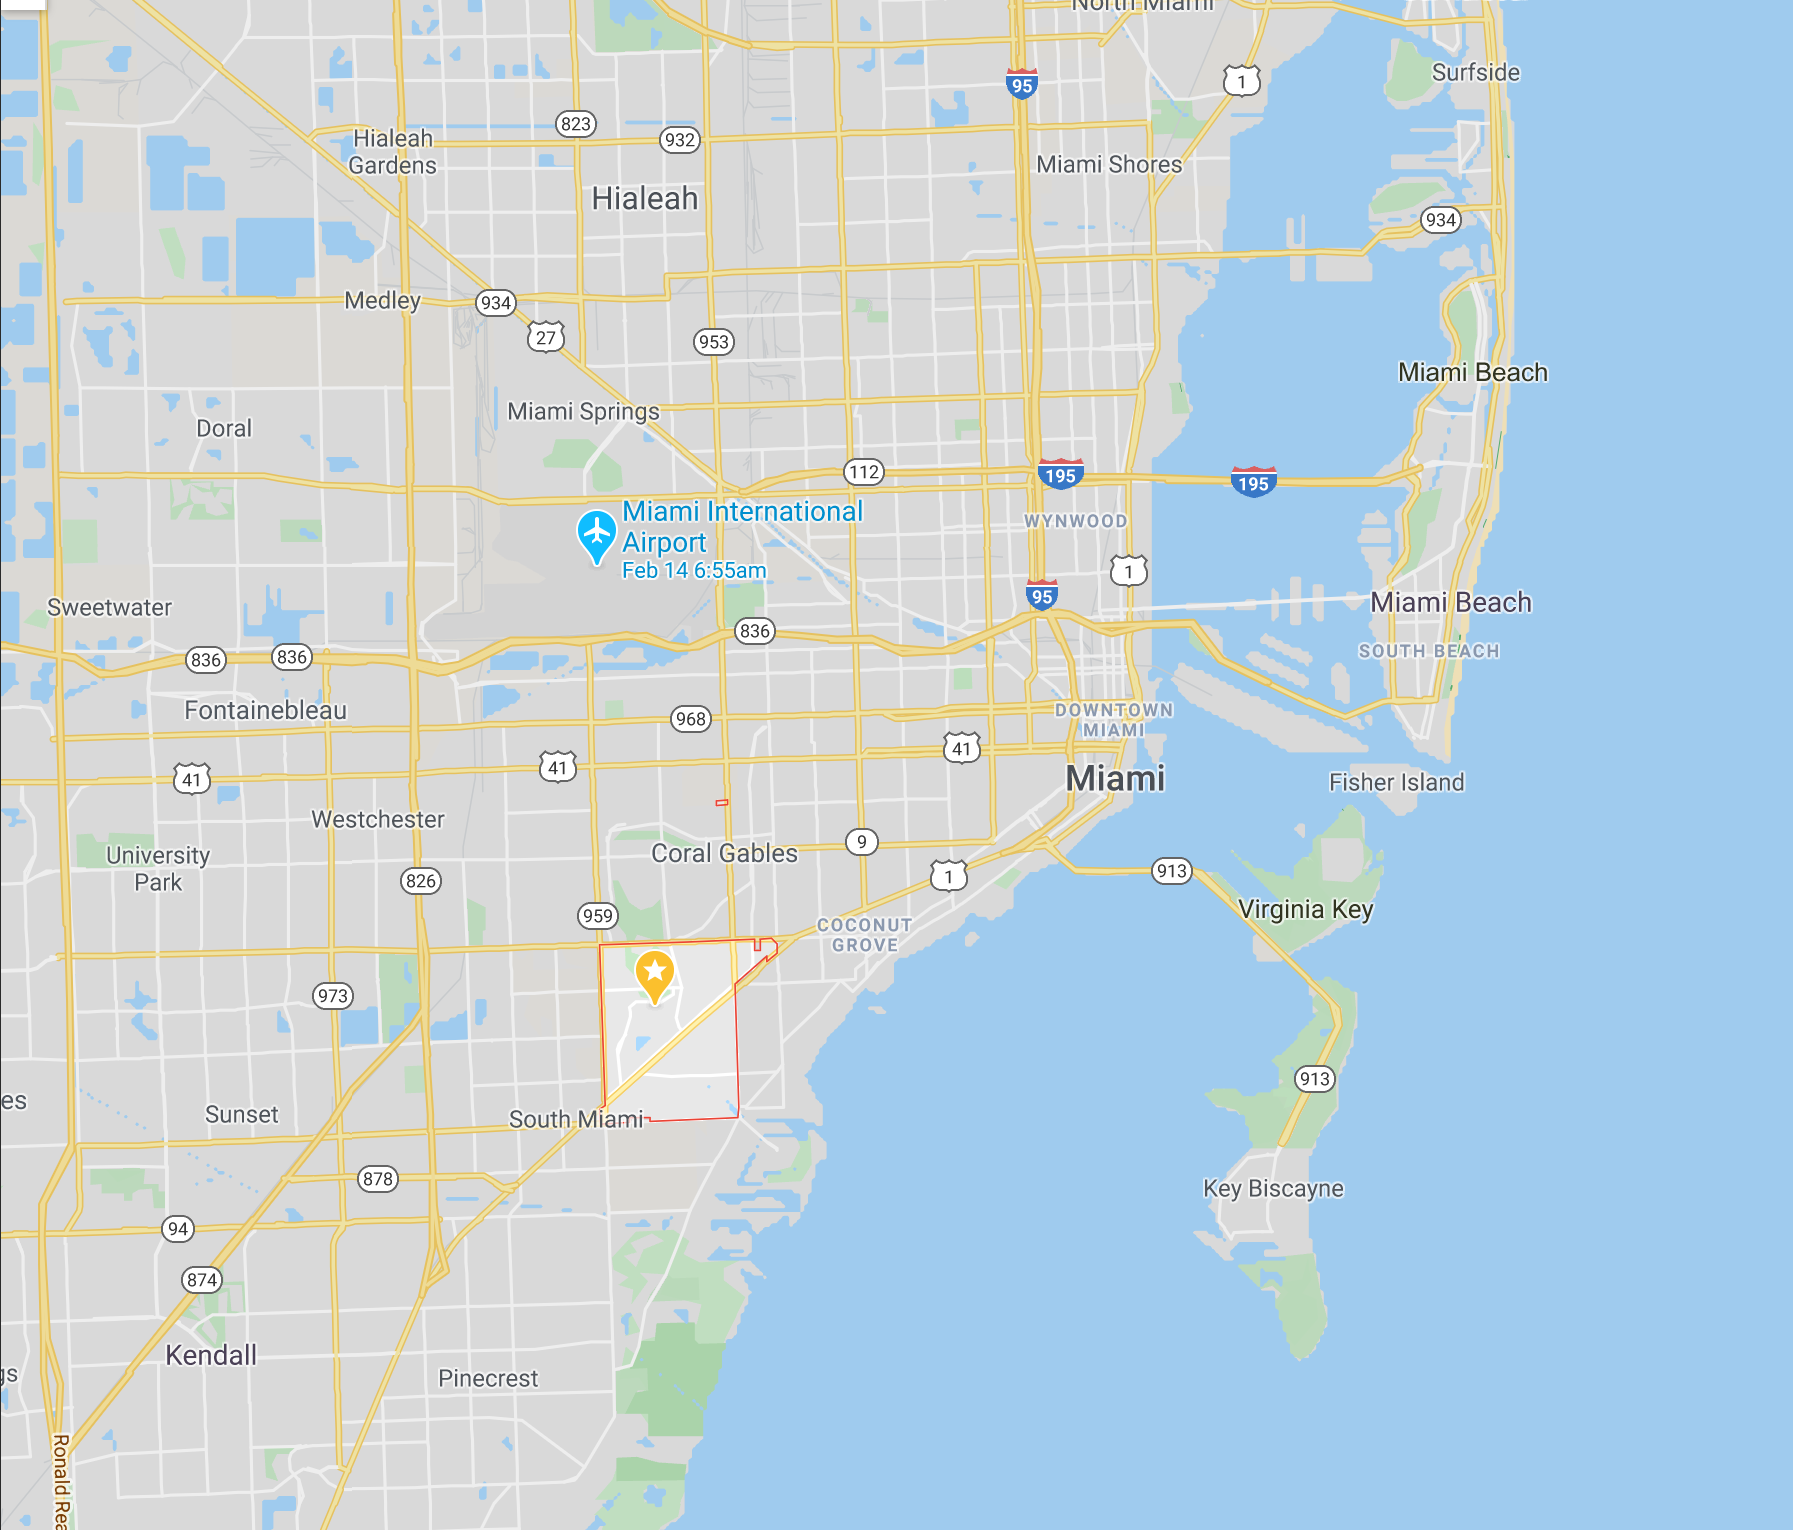 North Miami
95
1
Surfside
823
932
Hialeah
Gardens
Miami Shores
Hialeah
934
Medley
934
27
953
Miami Beach
Miami Springs
Doral
112
195
195
Miami International
Airport
Feb 14 6:55am
WYNWOOD
1
95
Sweetwater
Miami Beach
836
836
836
SOUTH BEACH
Fontainebleau
968
DOWNTOWN
MIAMI
41
41
41
Miami
Fisher Island
Westchester
University
Park
Coral Gables
9
1
913
826
959
Virginia Key
COCONUT
GROVE
973
913
es
Sunset
South Miami
878
Key Biscayne
94
874
Kendall
gs
Pinecrest
Ronald Rea